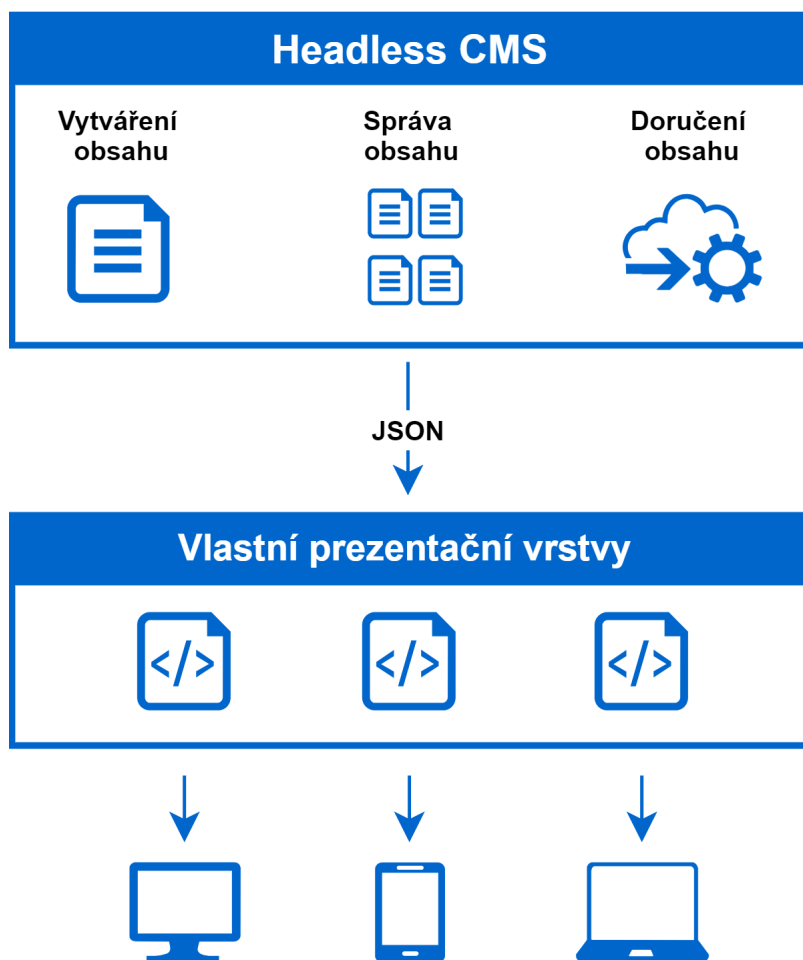 Headless CMS
Vytváření
obsahu
Správa
obsahu
Doručení
obsahu
JSON
Vlastní prezentační vrstvy
</>
</>
</>